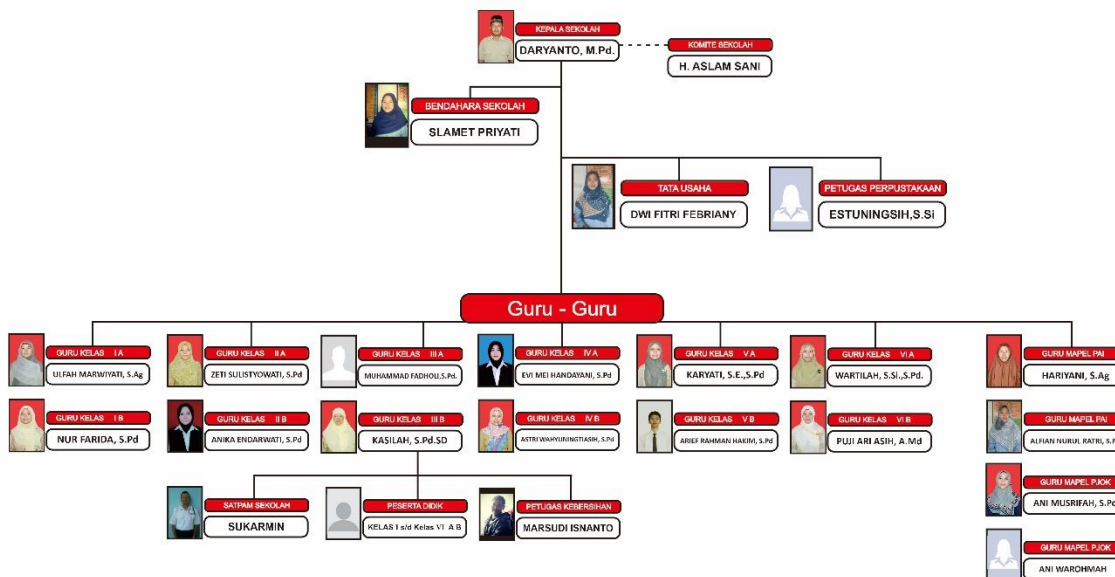 KEPALA SEKOLAH
DARYANTO, M.Pd.
KOMITE SEKOLAH
H. ASLAM SANI
BENDAHARA SEKOLAH
SLAMET PRIYATI
TATA USAHA
DWI FITRI FEBRIANY
PETUGAS PERPUSTAKAAN
ESTUNINGSIH,S.Si
Guru - Guru
GURU KELAS I A
ULFAH MARWIYATI, S.Ag
GURU KELAS II A
ZETI SULISTYOWATI, S.Pd
GURU KELAS III A
MUHAMMAD FADHOLI,S.Pd.
GURU KELAS IV A
EVI MEI HANDAYANI, S.Pd
GURU KELAS V A
KARYATI, S.E.,S.Pd
GURU KELAS VI A
WARTILAH, S.Si.,S.Pd.
GURU MAPEL PAI
HARIYANI, S.Ag
GURU KELAS I B
NUR FARIDA, S.Pd
GURU KELAS II B
ANIKA ENDARWATI, S.Pd
GURU KELAS III B
KASILAH, S.Pd.SD
GURU KELAS IV B
ASTRI WAHYUNINGTIASIH, S.Pd
GURU KELAS V B
ARIEF RAHMAN HAKIM, S.Pd
GURU KELAS VI B
PUJI ARI ASIH, A.Md
GURU MAPEL PAI
ALFIAN NURUL RATRI,
GURU MAPEL PJOK
ANI MUSRIFAH, S.Pd
GURU MAPEL PJOK
ANI WAROHMAH
SATPAM SEKOLAH
SUKARMIN
PESERTA DIDIK
KELAS I s/d Kelas VI A B
PETUGAS KEBERSIHAN
MARSUDI ISNANTO